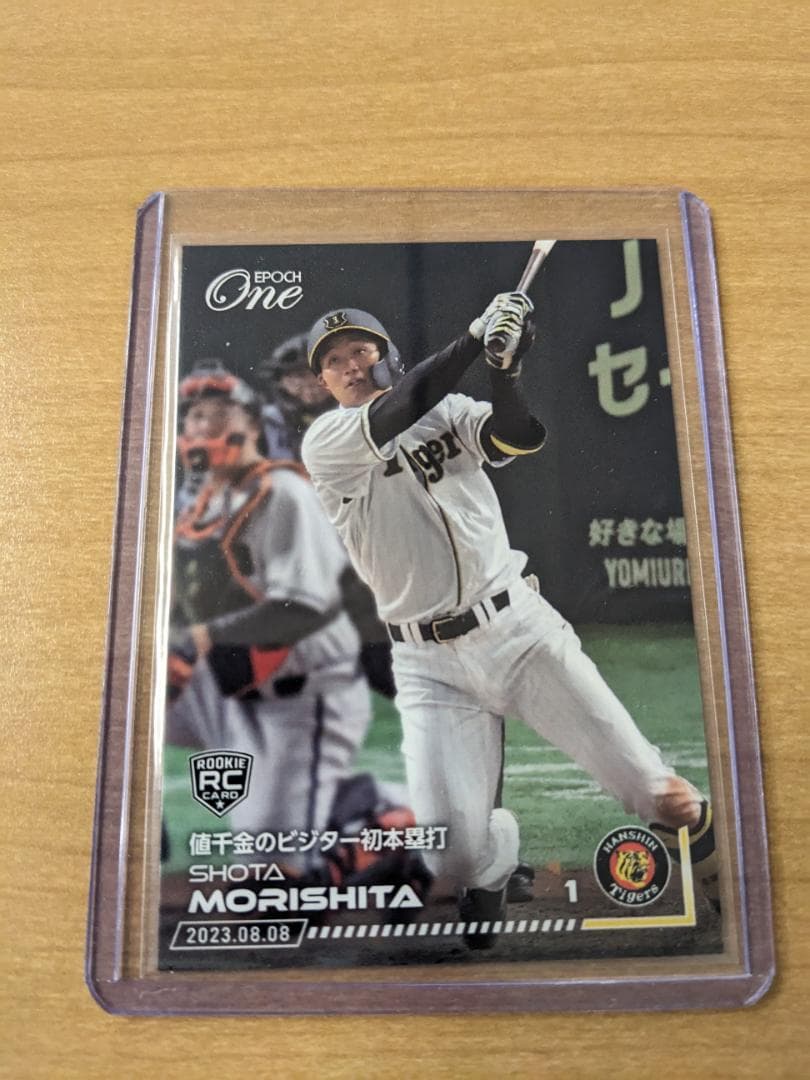 EPOCH
One
J
セ
好きな場
YOMIURI
Tigers
ROOKIE
RC
CARD
値千金のビジター初本塁打
SHOTA
MORISHITA
2023.08.08
1
HANSHIN
Tigers